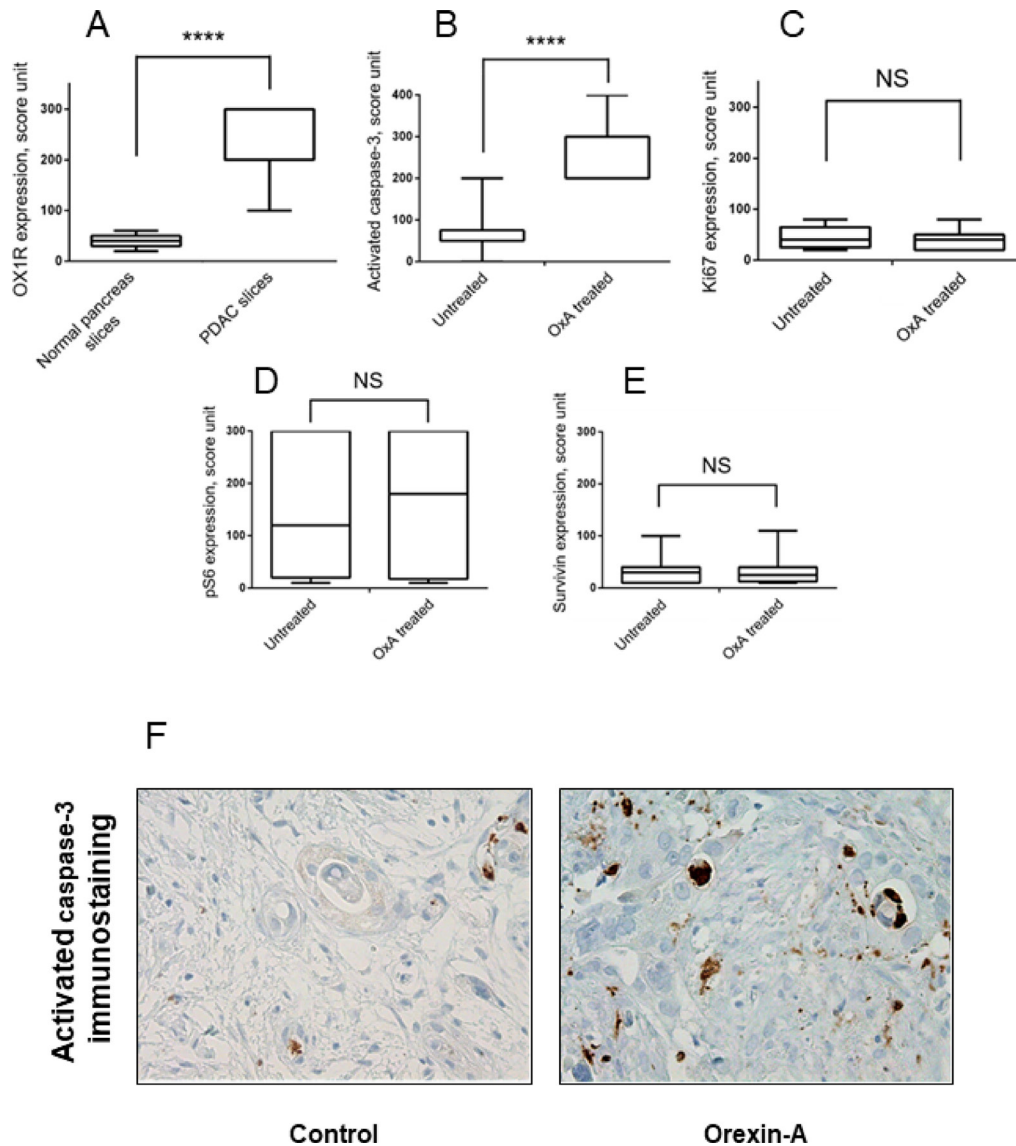 A
****
OX1R expression, score unit
300
200
100
0
Normal pancreas
slices
PDAC slices
B
****
Activated caspase-3, score unit
400
300
200
100
0
Untreated
OxA treated
C
NS
Ki67 expression, score unit
300
200
100
0
Untreated
OxA treated
D
NS
pS6 expression, score unit
300
200
100
0
Untreated
OxA treated
E
NS
Survivin expression, score unit
300
200
100
0
Untreated
OxA treated
F
Activated caspase-3
immunostaining
Control
Orexin-A